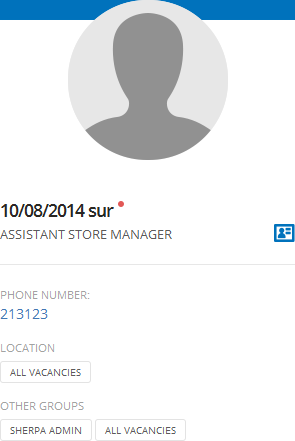 10/08/2014 sur
ASSISTANT STORE MANAGER
PHONE NUMBER:
213123
LOCATION
ALL VACANCIES
OTHER GROUPS
SHERPA ADMIN ALL VACANCIES